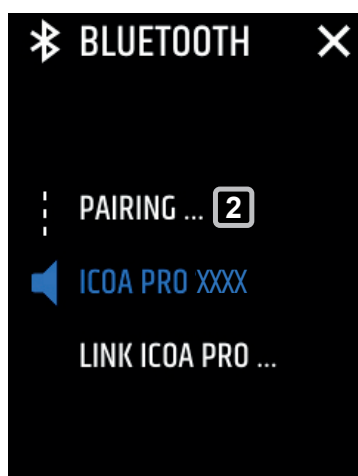 BLUETOOTH
PAIRING ... 2
ICOA PRO XXXX
LINK ICOA PRO ...